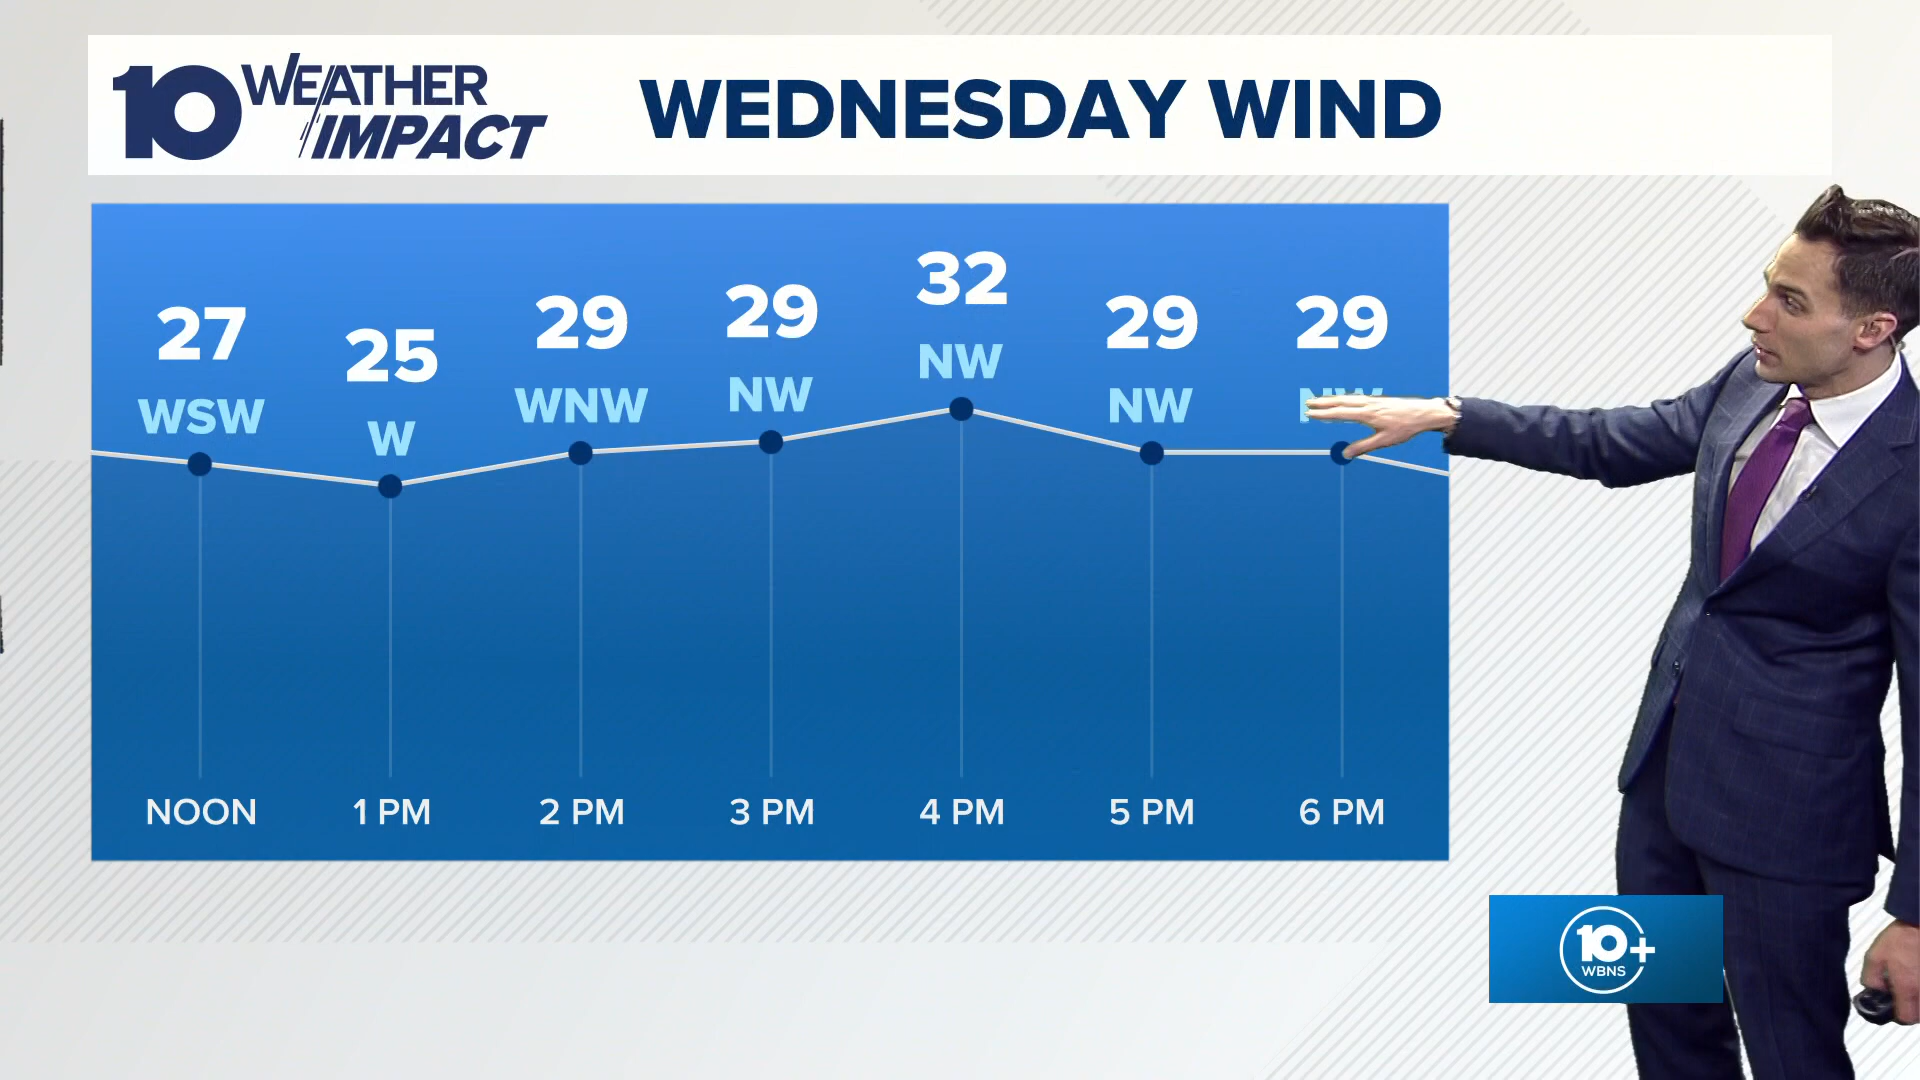 10 WEATHER IMPACT
WEDNESDAY WIND
27 25 29 29 32 29 29
WSW W WNW NW NW NW NW
NOON 1 PM 2 PM 3 PM 4 PM 5 PM 6 PM
10+
WBNS